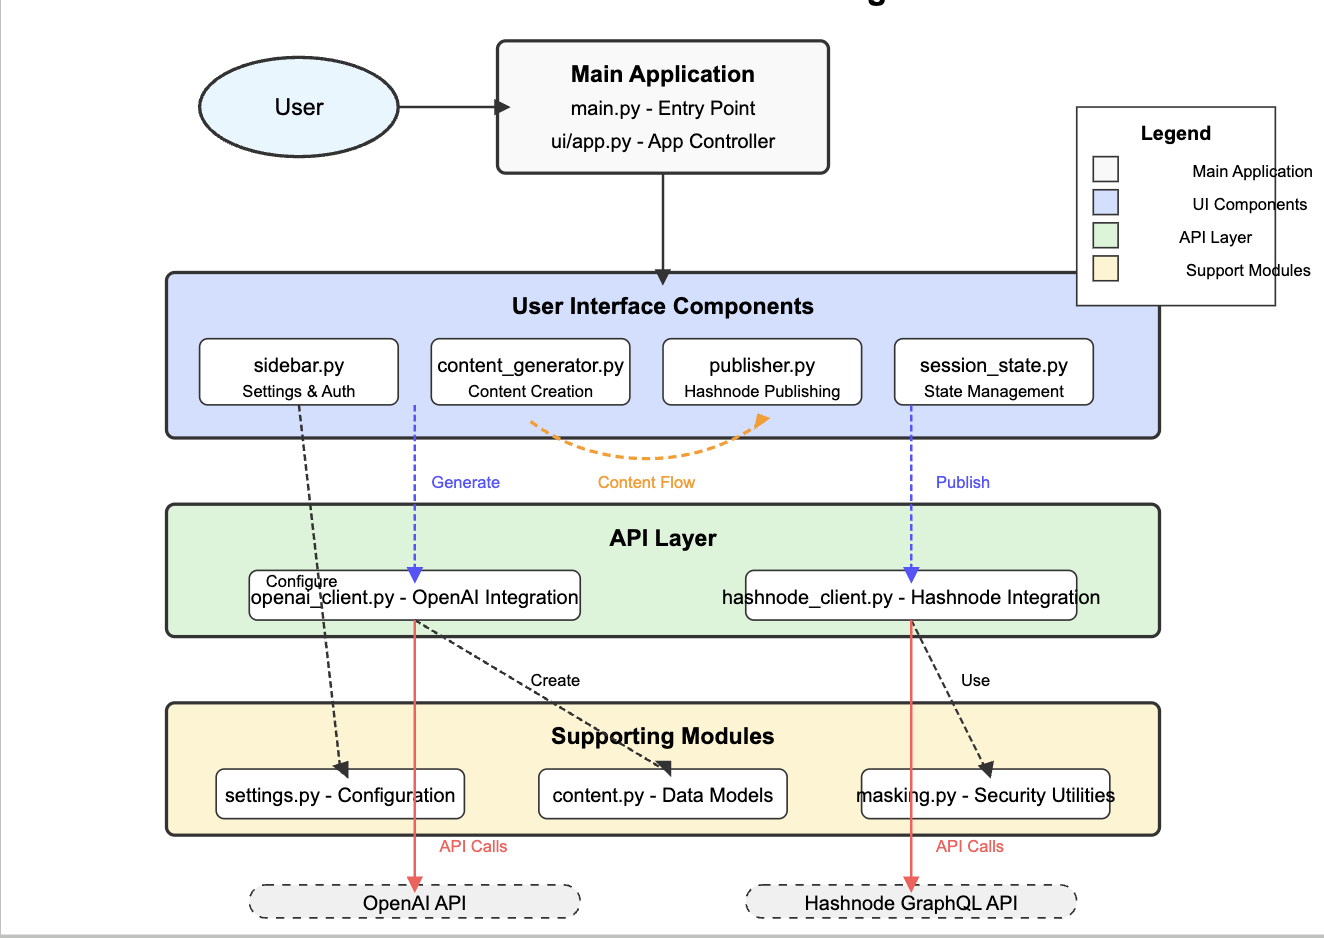 User
Main Application
main.py - Entry Point
ui/app.py - App Controller
Legend
Main Application
UI Components
API Layer
Support Modules
User Interface Components
sidebar.py
Settings & Auth
content_generator.py
Content Creation
publisher.py
Hashnode Publishing
session_state.py
State Management
Generate
Content Flow
Publish
API Layer
Configure
openai_client.py - OpenAI Integration
hashnode_client.py - Hashnode Integration
Create
Use
Supporting Modules
settings.py - Configuration
content.py - Data Models
masking.py - Security Utilities
API Calls
API Calls
OpenAI API
Hashnode GraphQL API